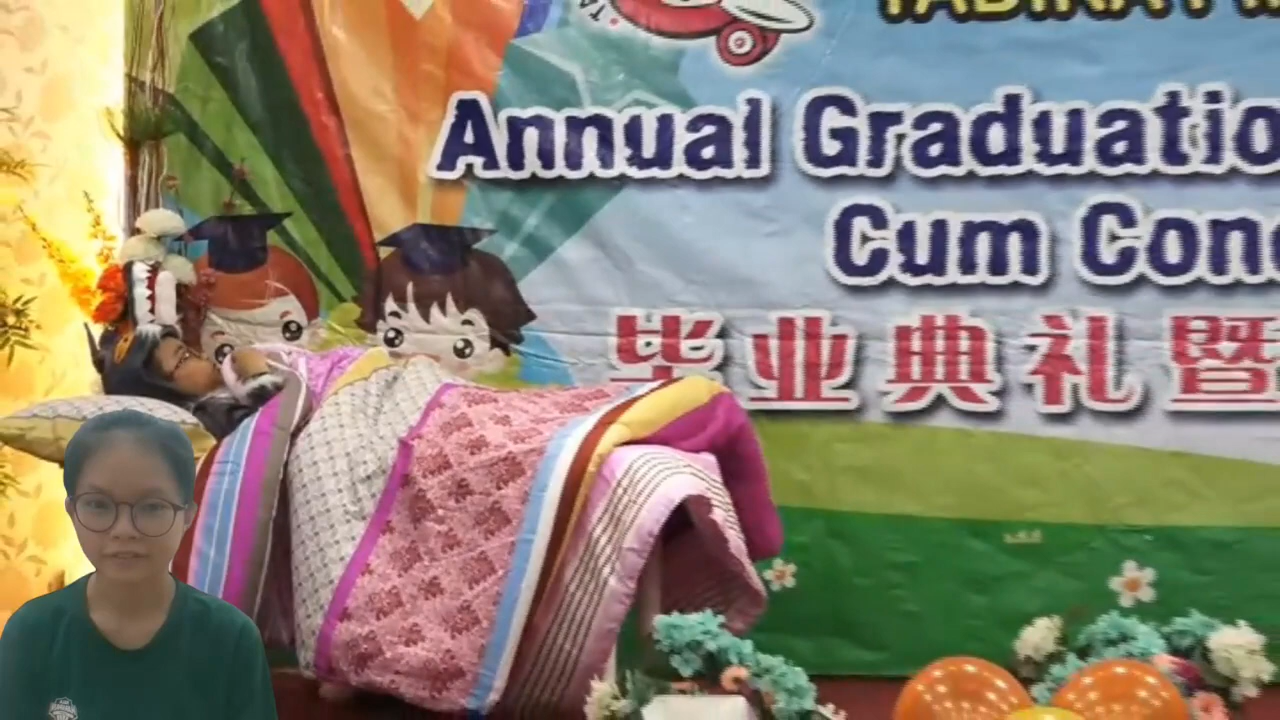 Annual Graduatio
Cum Conc
毕业典礼暨